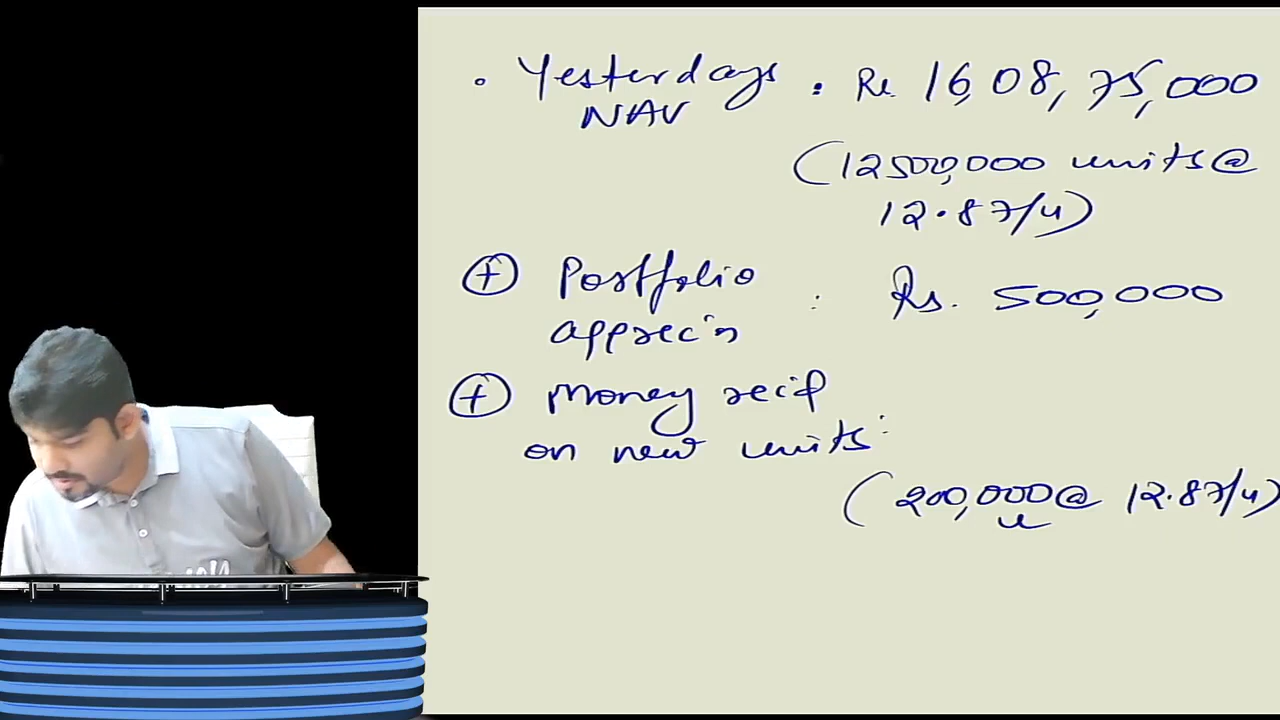 • Yesterdays : Rs. 16,08,75,000
NAV
(12500,000 units @
12.87/u)
⊕ Portfolio : Rs. 500,000
apprec'n
⊕ Money recd
on new units :
(200,000 @ 12.87/u)
u